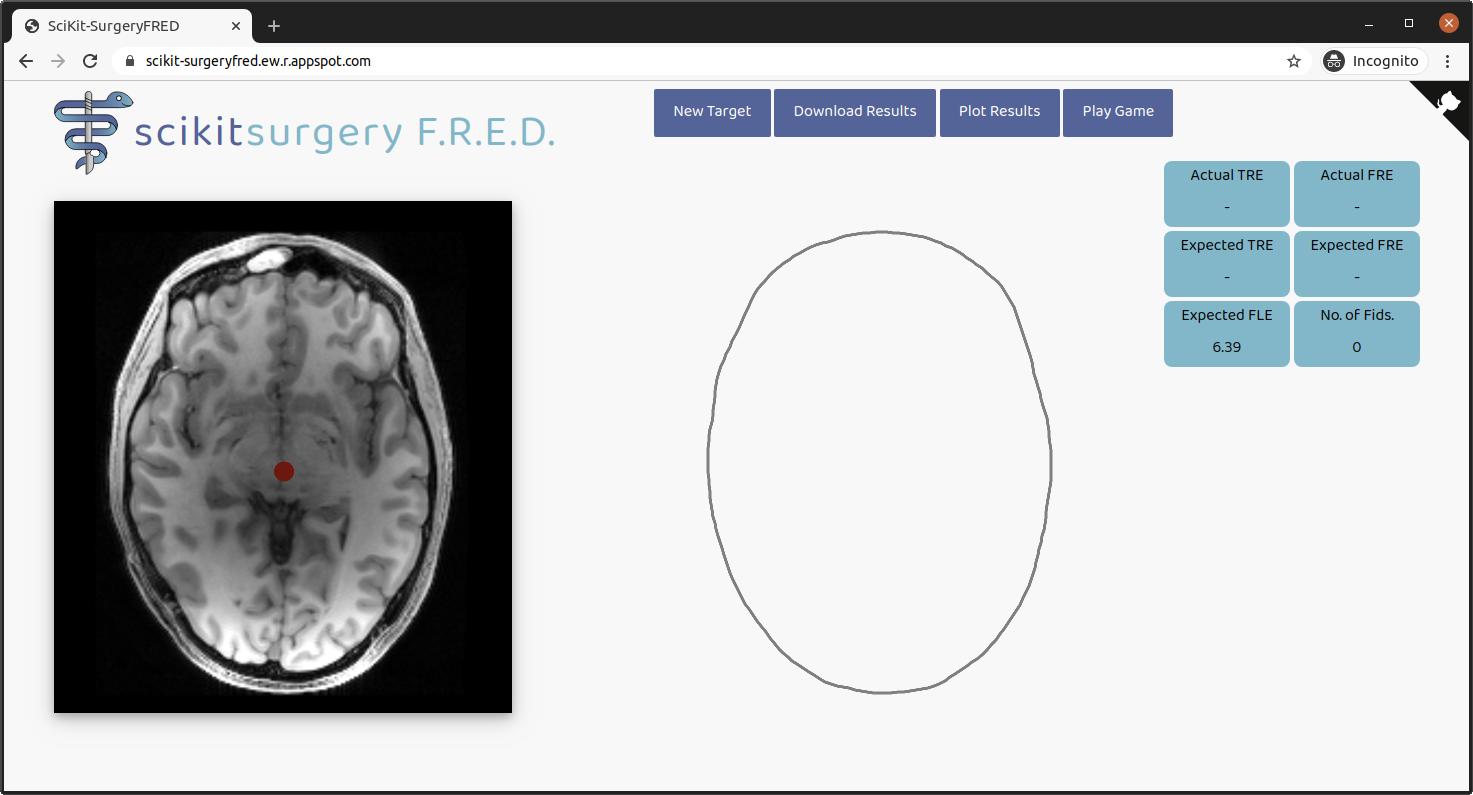 SciKit-SurgeryFRED
scikit-surgeryfred.ew.r.appspot.com
Incognito
scikitsurgery F.R.E.D.
New Target
Download Results
Plot Results
Play Game
Actual TRE
-
Actual FRE
-
Expected TRE
-
Expected FRE
-
Expected FLE
6.39
No. of Fids.
0